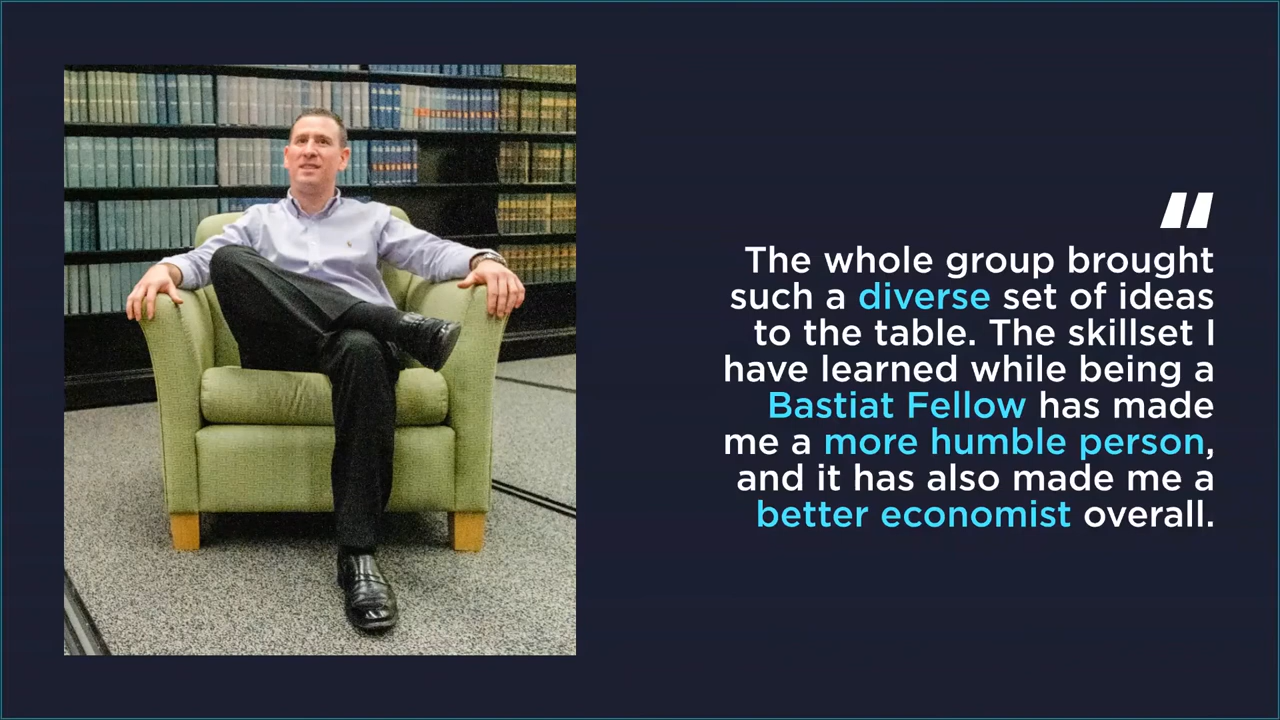 "
The whole group brought
such a diverse set of ideas
to the table. The skillset I
have learned while being a
Bastiat Fellow has made
me a more humble person,
and it has also made me a
better economist overall.